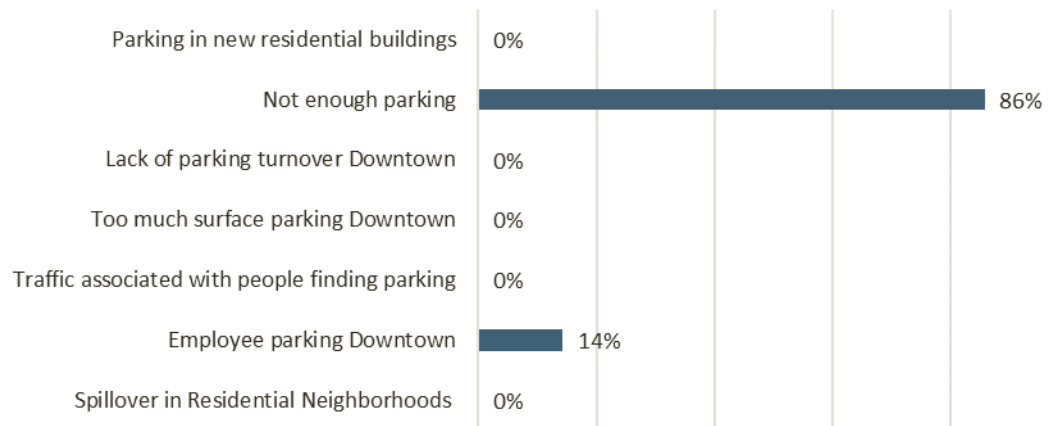 Parking in new residential buildings 0%
Not enough parking 86%
Lack of parking turnover Downtown 0%
Too much surface parking Downtown 0%
Traffic associated with people finding parking 0%
Employee parking Downtown 14%
Spillover in Residential Neighborhoods 0%